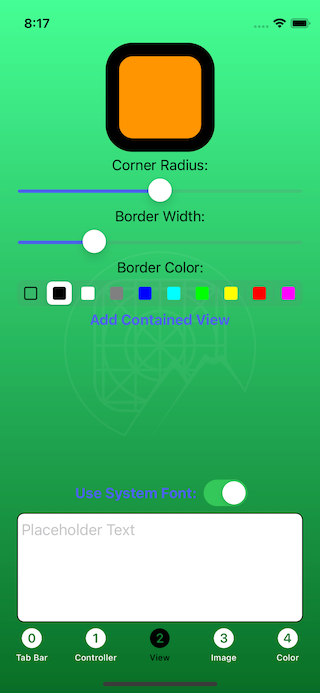 8:17
Corner Radius:
Border Width:
Border Color:
Add Contained View
Use System Font:
Placeholder Text
0 1 2 3 4
Tab Bar Controller View Image Color